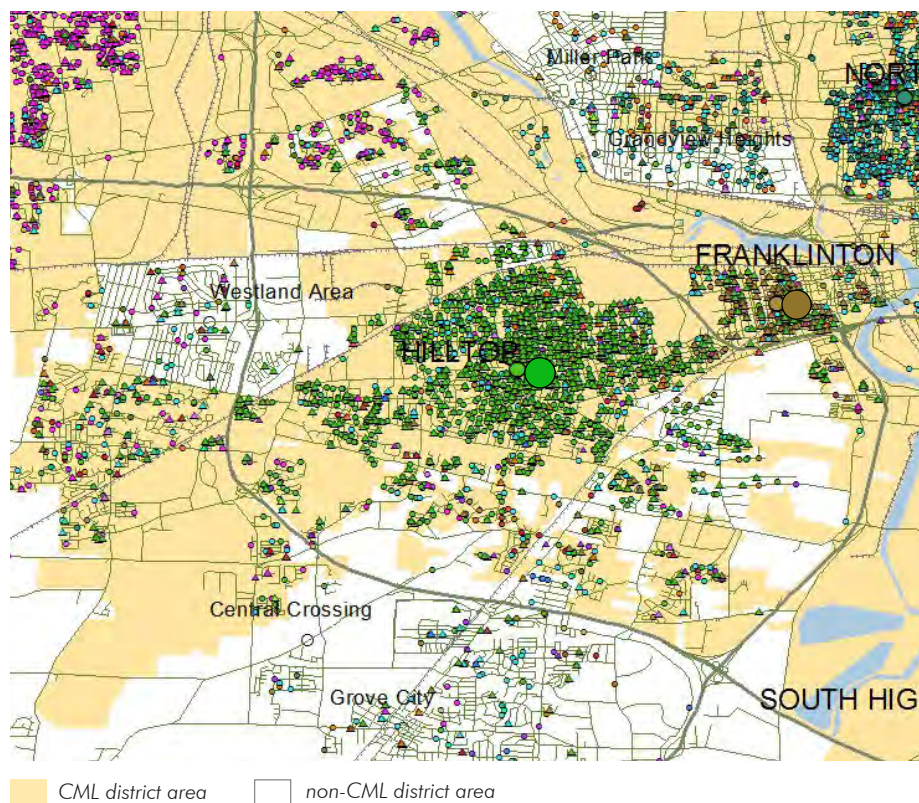 Miller Park
NORT
Grandview Heights
FRANKLINTON
Westland Area
HILLTOP
Central Crossing
Grove City
SOUTH HIG
CML district area
non-CML district area